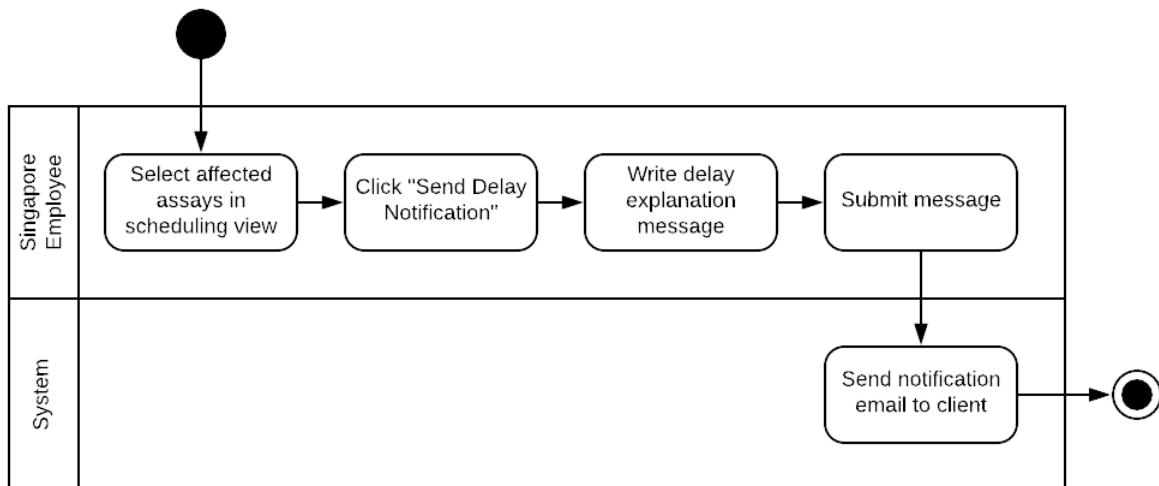 Singapore
Employee
Select affected
assays in
scheduling view
Click "Send Delay
Notification"
Write delay
explanation
message
Submit message
System
Send notification
email to client